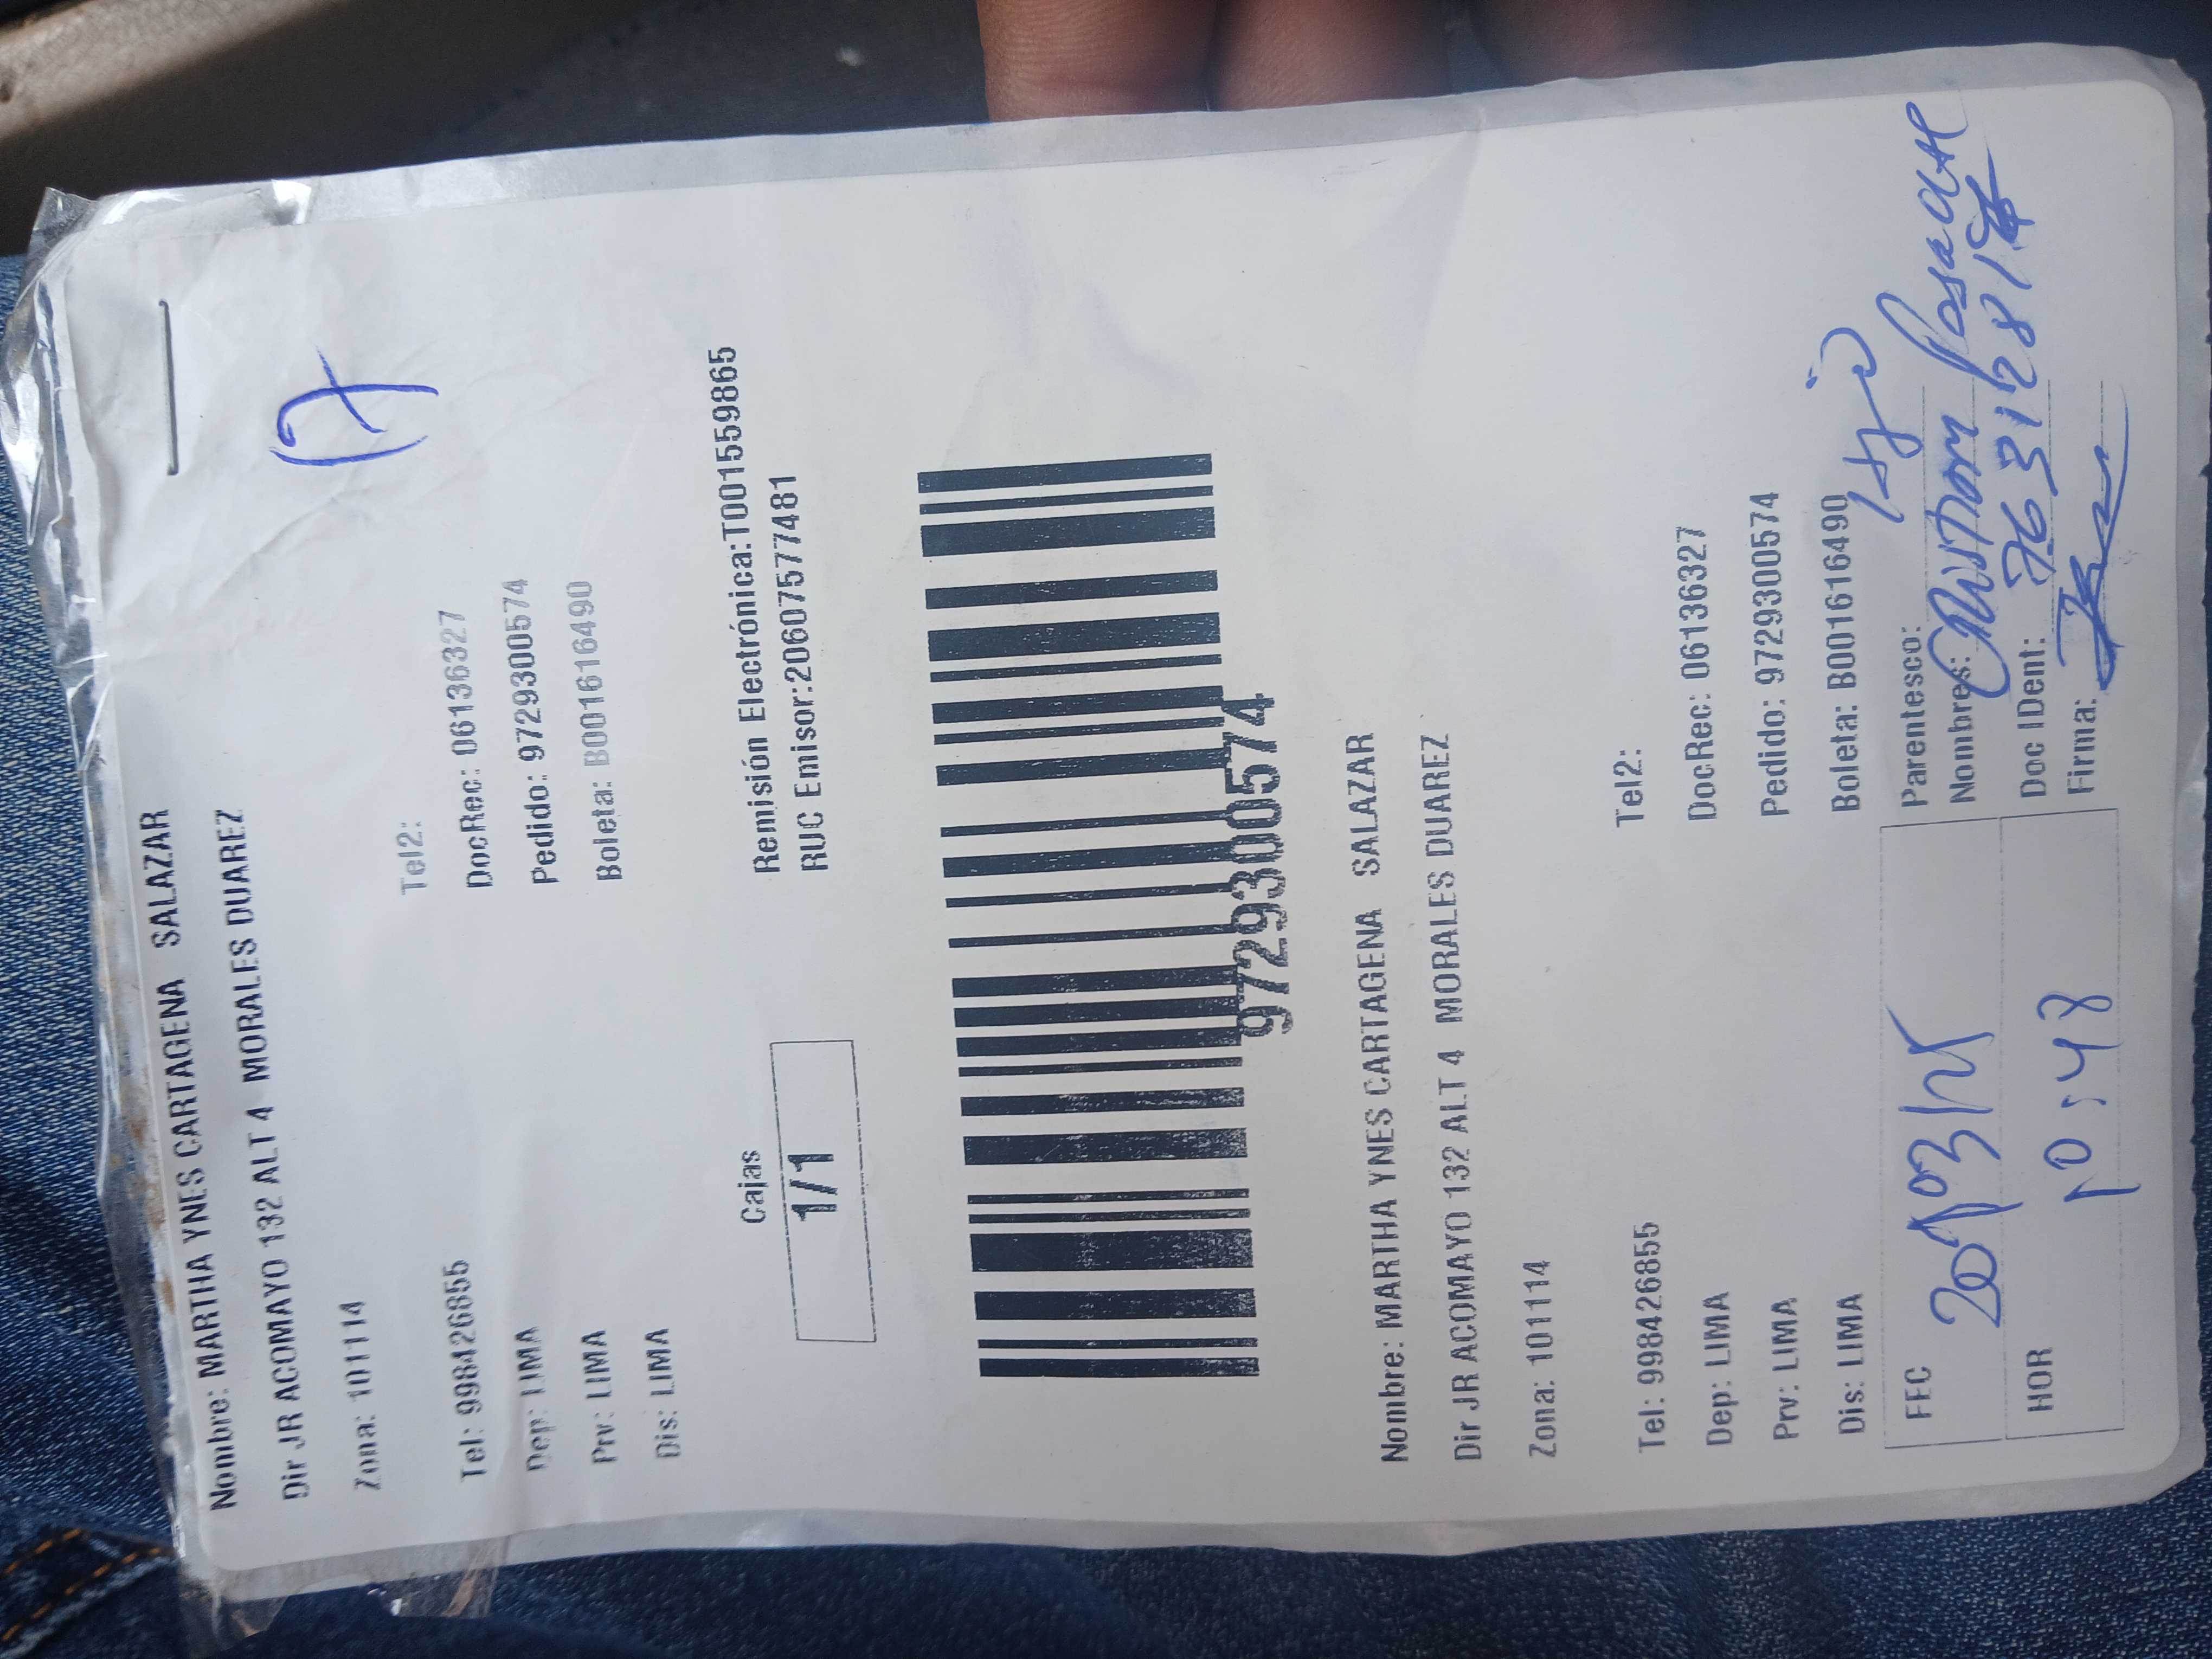 Nombre: MARTHA YNES CARTAGENA SALAZAR
Dir JR ACOMAYO 132 ALT 4 MORALES DUAREZ
Zona: 101114
Tel2:
Tel: 998426855 DocRec: 06136327
Dep: LIMA Pedido: 9729300574
Prv: LIMA Boleta: B001616490
Dis: LIMA
17
Cajas Remisión Electrónica:T001559865
1/1 RUC Emisor:20607577481
9729300574
Nombre: MARTHA YNES CARTAGENA SALAZAR
Dir JR ACOMAYO 132 ALT 4 MORALES DUAREZ
Zona: 101114
Tel2:
Tel: 998426855 DocRec: 06136327
Dep: LIMA Pedido: 9729300574
Prv: LIMA Boleta: B001616490
Dis: LIMA
FEC Parentesco: Hijo
Nombres:
HOR 10:48 Doc IDent:
Firma: